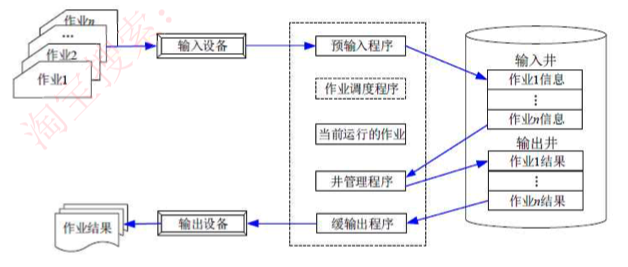 作业n
...
作业2
作业1
输入设备
预输入程序
作业调度程序
当前运行的作业
井管理程序
缓输出程序
输入井
作业1信息
⋮
作业n信息
输出井
作业1结果
⋮
作业n结果
输出设备
作业结果
淘宝搜索: